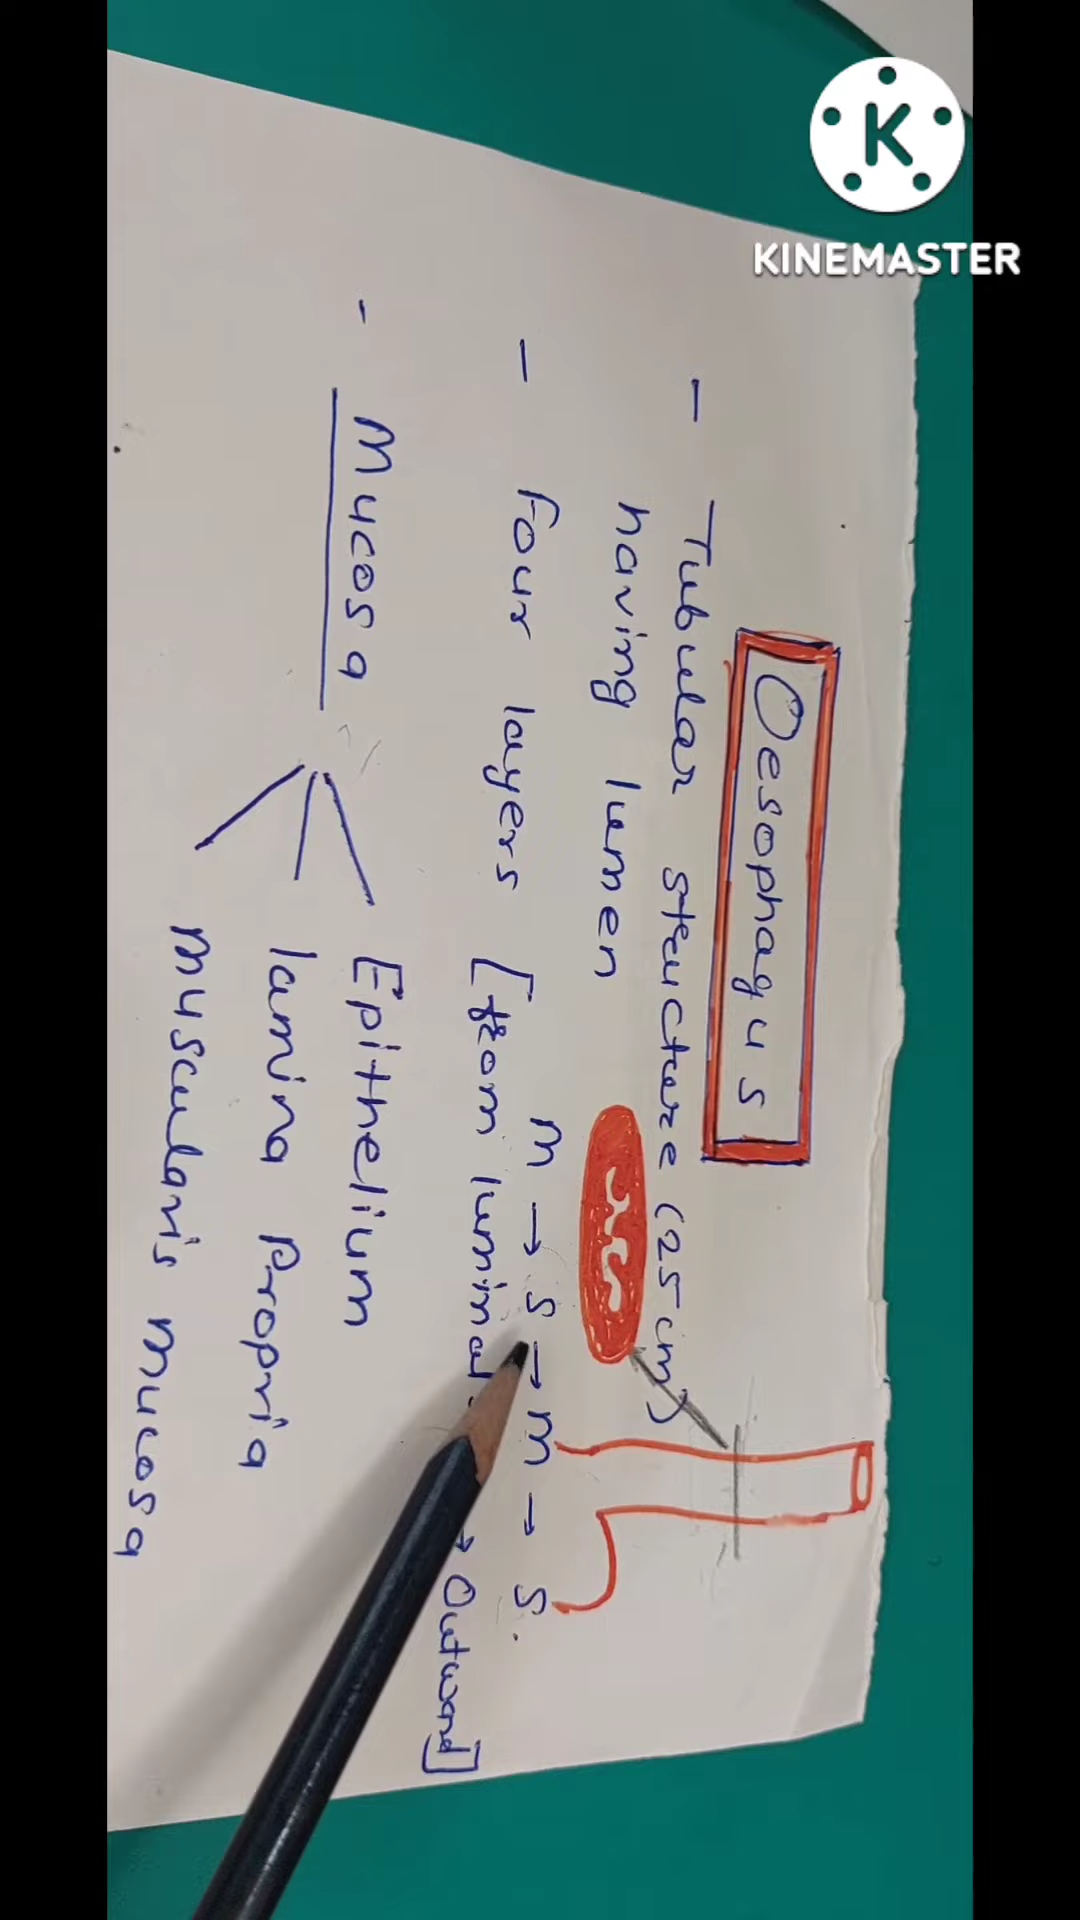 K
KINEMASTER
Oesophagus
- Tubular structure (25 cm)
having lumen
m → s → m → s.
- Four layers [from luminal → Outward]
- Mucosa
Epithelium
lamina propria
muscularis mucosa